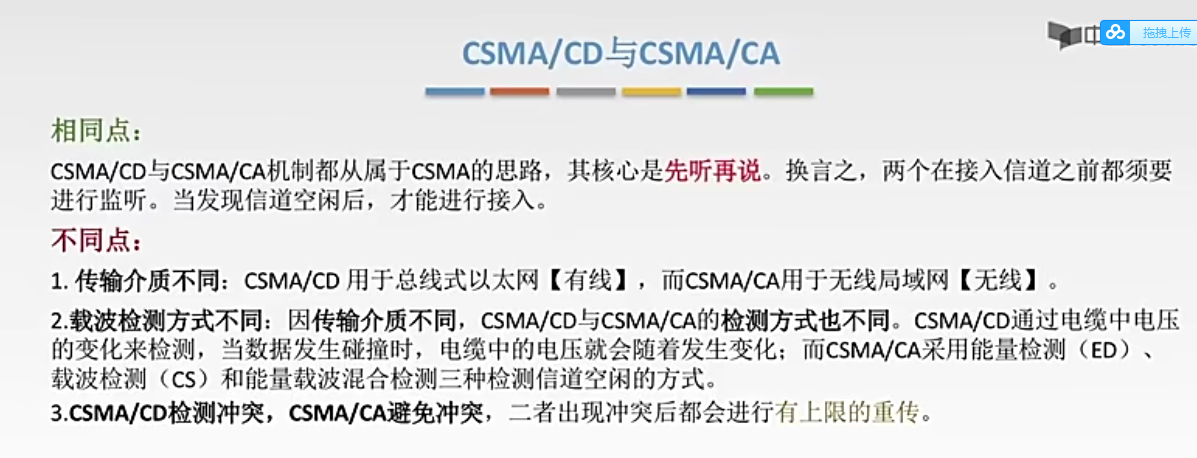 中
拖拽上传
CSMA/CD与CSMA/CA
相同点：
CSMA/CD与CSMA/CA机制都从属于CSMA的思路，其核心是先听再说。换言之，两个在接入信道之前都须要
进行监听。当发现信道空闲后，才能进行接入。
不同点：
1. 传输介质不同：CSMA/CD 用于总线式以太网【有线】，而CSMA/CA用于无线局域网【无线】。
2.载波检测方式不同：因传输介质不同，CSMA/CD与CSMA/CA的检测方式也不同。CSMA/CD通过电缆中电压
的变化来检测，当数据发生碰撞时，电缆中的电压就会随着发生变化；而CSMA/CA采用能量检测（ED）、
载波检测（CS）和能量载波混合检测三种检测信道空闲的方式。
3.CSMA/CD检测冲突，CSMA/CA避免冲突，二者出现冲突后都会进行有上限的重传。